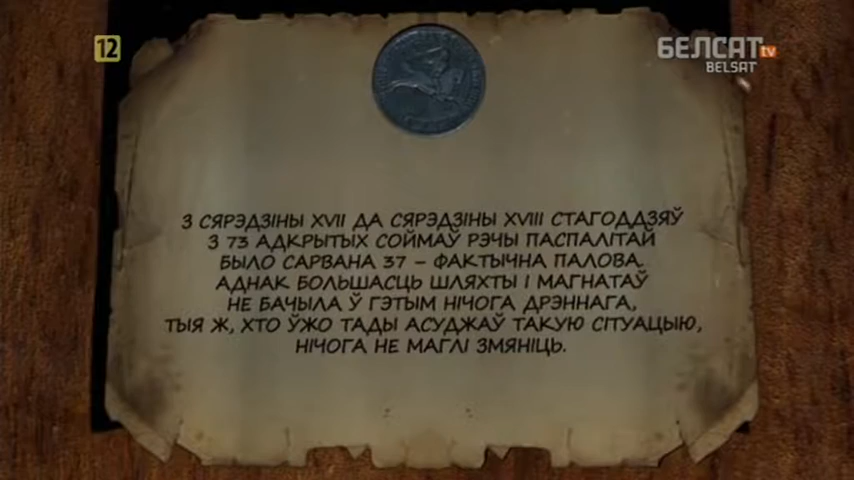 12
БЕЛСАТ tv
BELSAT
З СЯРЭДЗІНЫ XVII ДА СЯРЭДЗІНЫ XVIII СТАГОДДЗЯЎ
З 73 АДКРЫТЫХ СОЙМАЎ РЭЧЫ ПАСПАЛІТАЙ
БЫЛО САРВАНА 37 – ФАКТЫЧНА ПАЛОВА.
АДНАК БОЛЬШАСЦЬ ШЛЯХТЫ І МАГНАТАЎ
НЕ БАЧЫЛА Ў ГЭТЫМ НІЧОГА ДРЭННАГА,
ТЫЯ Ж, ХТО ЎЖО ТАДЫ АСУДЖАЎ ТАКУЮ СІТУАЦЫЮ,
НІЧОГА НЕ МАГЛІ ЗМЯНІЦЬ.